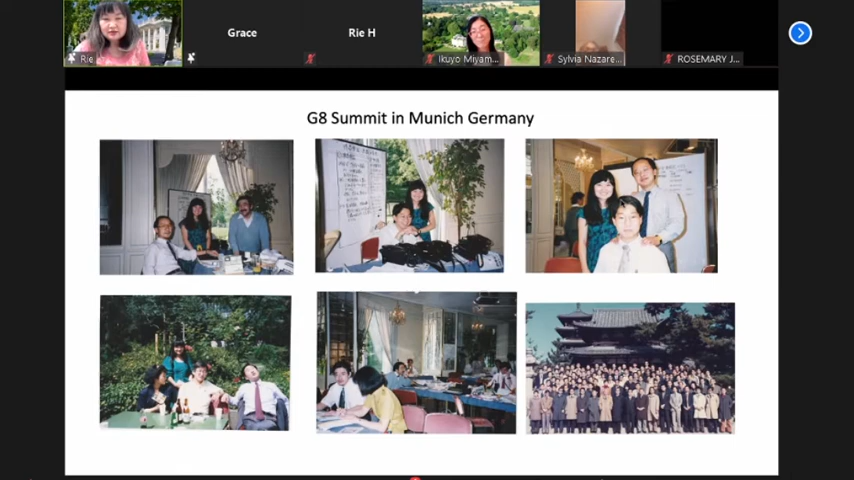 Rie
Grace
Rie H
Ikuyo Miyam...
Sylvia Nazare...
ROSEMARY J...
G8 Summit in Munich Germany